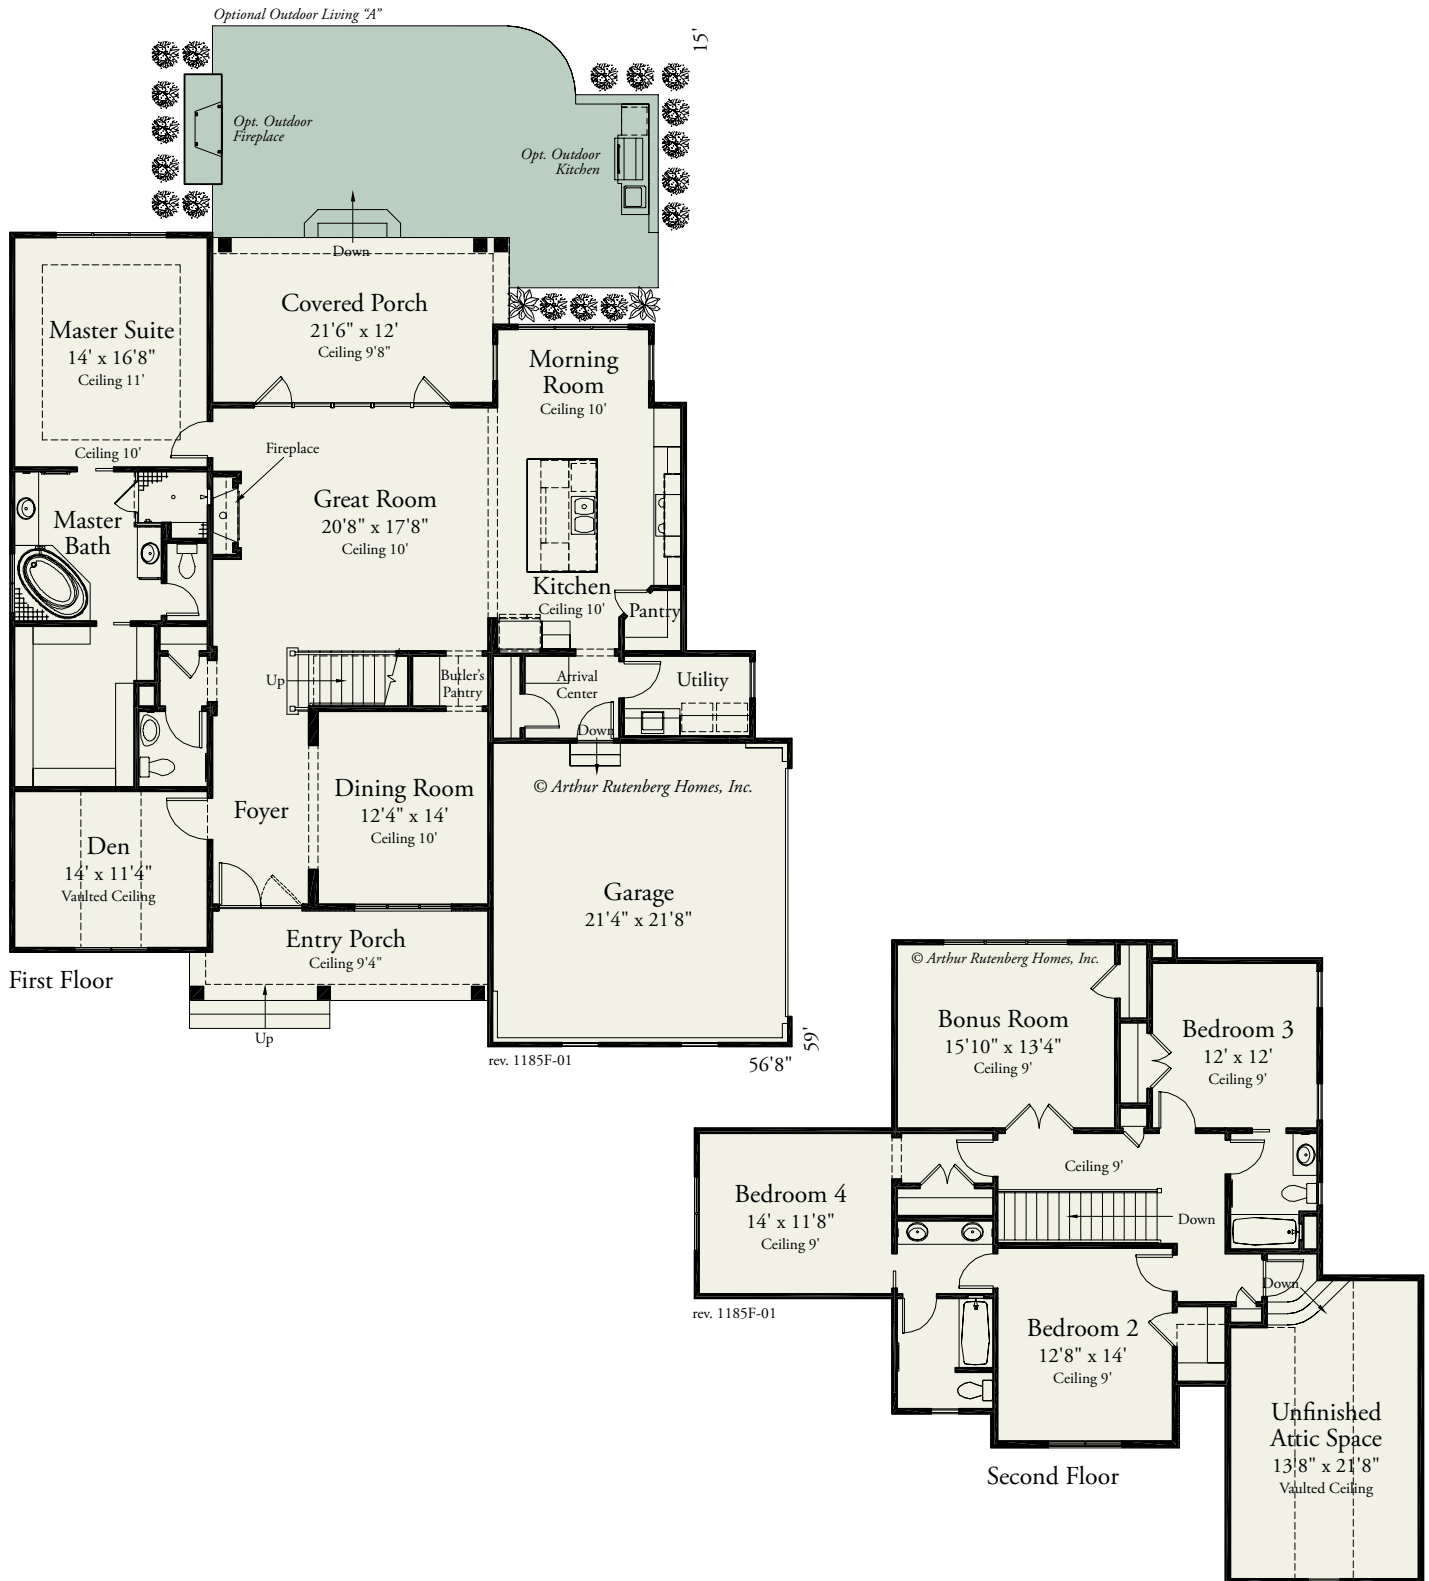 Optional Outdoor Living “A”
15'
Opt. Outdoor
Fireplace
Opt. Outdoor
Kitchen
Down
Covered Porch
21'6" x 12'
Ceiling 9'8"
Master Suite
14' x 16'8"
Ceiling 11'
Ceiling 10'
Morning
Room
Ceiling 10'
Fireplace
Great Room
20'8" x 17'8"
Ceiling 10'
Master
Bath
Kitchen
Ceiling 10'
Pantry
Up
Butler's
Pantry
Arrival
Center
Utility
Down
© Arthur Rutenberg Homes, Inc.
Dining Room
12'4" x 14'
Ceiling 10'
Foyer
Den
14' x 11'4"
Vaulted Ceiling
Garage
21'4" x 21'8"
Entry Porch
Ceiling 9'4"
First Floor
Up
rev. 1185F-01
56'8"
59'
© Arthur Rutenberg Homes, Inc.
Bonus Room
15'10" x 13'4"
Ceiling 9'
Bedroom 3
12' x 12'
Ceiling 9'
Ceiling 9'
Bedroom 4
14' x 11'8"
Ceiling 9'
Down
Down
rev. 1185F-01
Bedroom 2
12'8" x 14'
Ceiling 9'
Unfinished
Attic Space
13'8" x 21'8"
Vaulted Ceiling
Second Floor